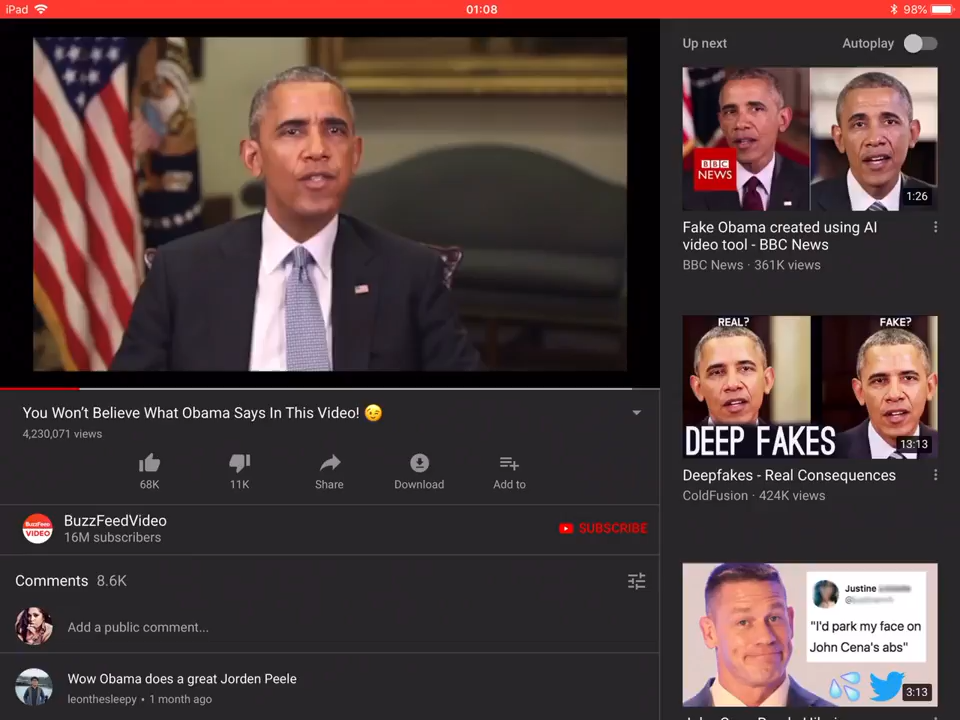 iPad
01:08
98%
You Won't Believe What Obama Says In This Video! 😉
4,230,071 views
68K
11K
Share
Download
Add to
BuzzFeed
VIDEO
BuzzFeedVideo
16M subscribers
SUBSCRIBE
Comments 8.6K
Add a public comment...
Wow Obama does a great Jorden Peele
leonthesleepy • 1 month ago
Up next
Autoplay
BBC
NEWS
1:26
Fake Obama created using AI
video tool - BBC News
BBC News · 361K views
REAL?
FAKE?
DEEP FAKES
13:13
Deepfakes - Real Consequences
ColdFusion · 424K views
Justine
"I'd park my face on
John Cena's abs"
3:13